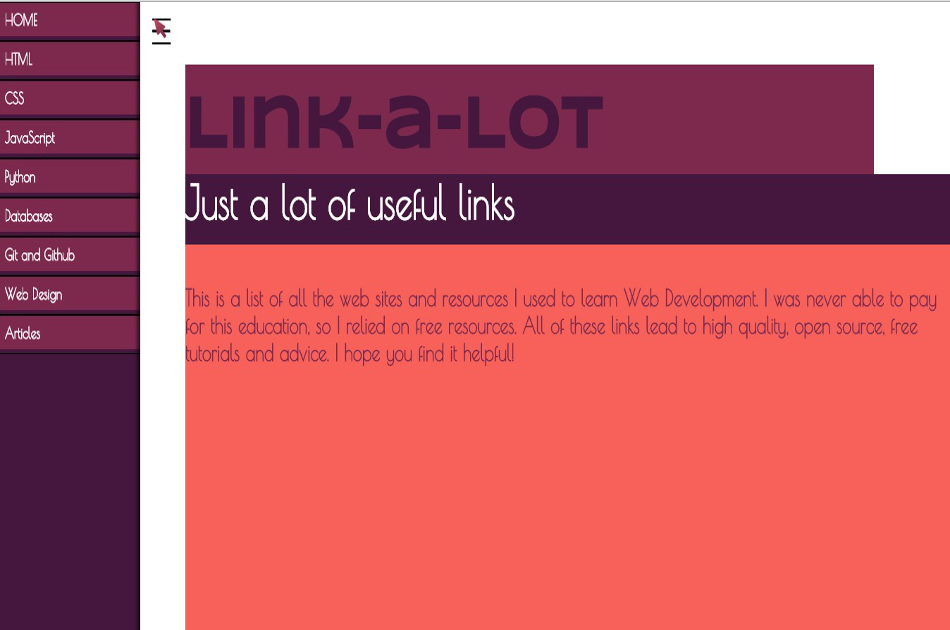 HOME
HTML
CSS
JavaScript
Python
Databases
Git and Github
Web Design
Articles
LINK-a-LOT
Just a lot of useful links
This is a list of all the web sites and resources I used to learn Web Development. I was never able to pay
for this education, so I relied on free resources. All of these links lead to high quality, open source, free
tutorials and advice. I hope you find it helpful!